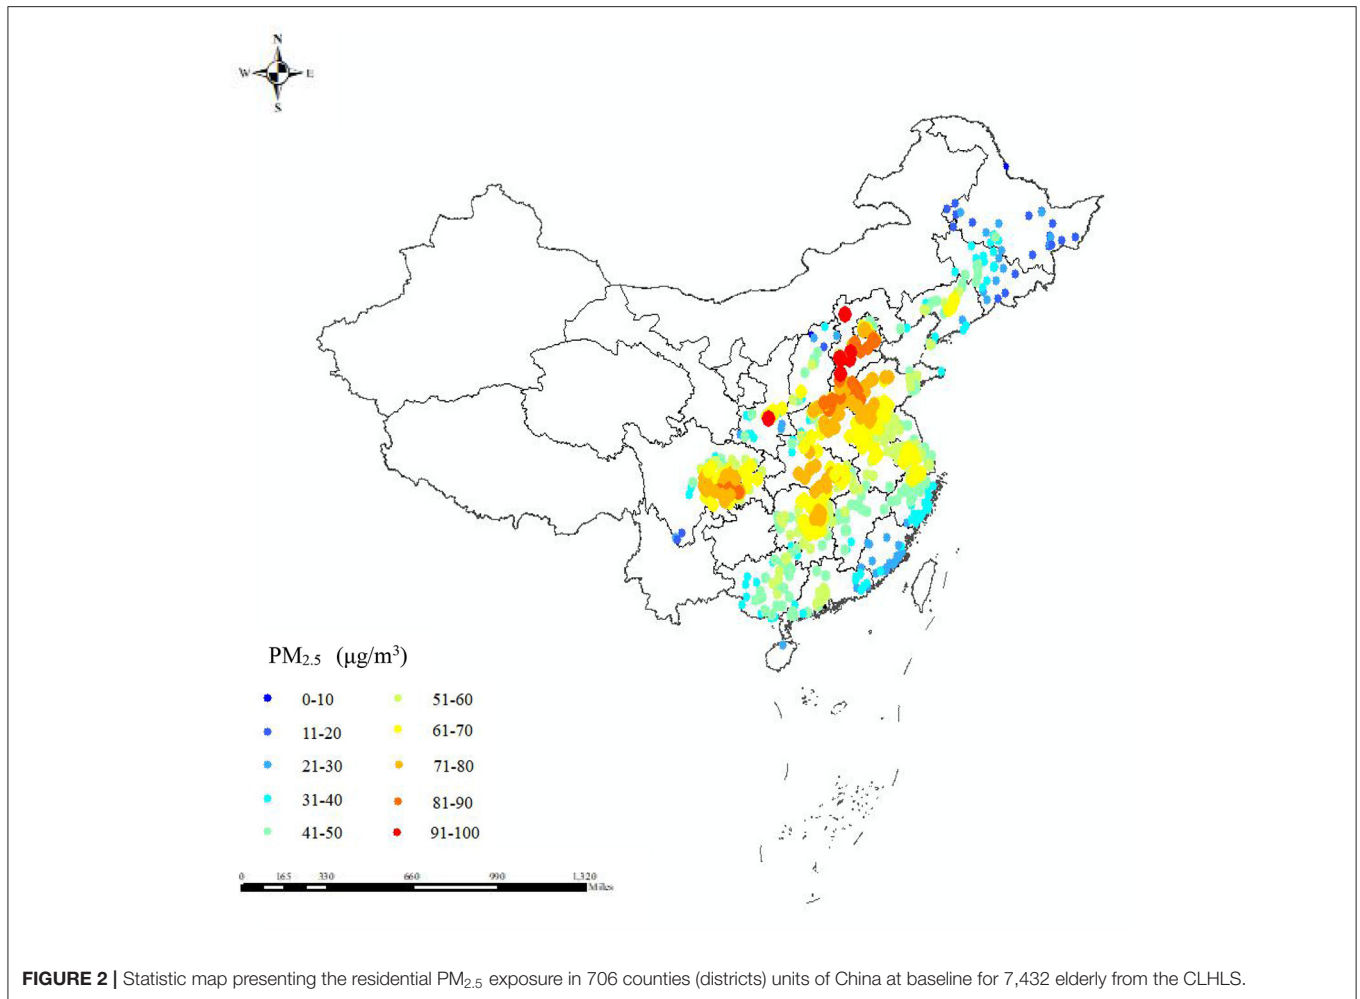 N
W E
S
PM2.5 (μg/m³)
0-10 51-60
11-20 61-70
21-30 71-80
31-40 81-90
41-50 91-100
0 165 330 660 990 1,320
Miles
FIGURE 2 | Statistic map presenting the residential PM2.5 exposure in 706 counties (districts) units of China at baseline for 7,432 elderly from the CLHLS.